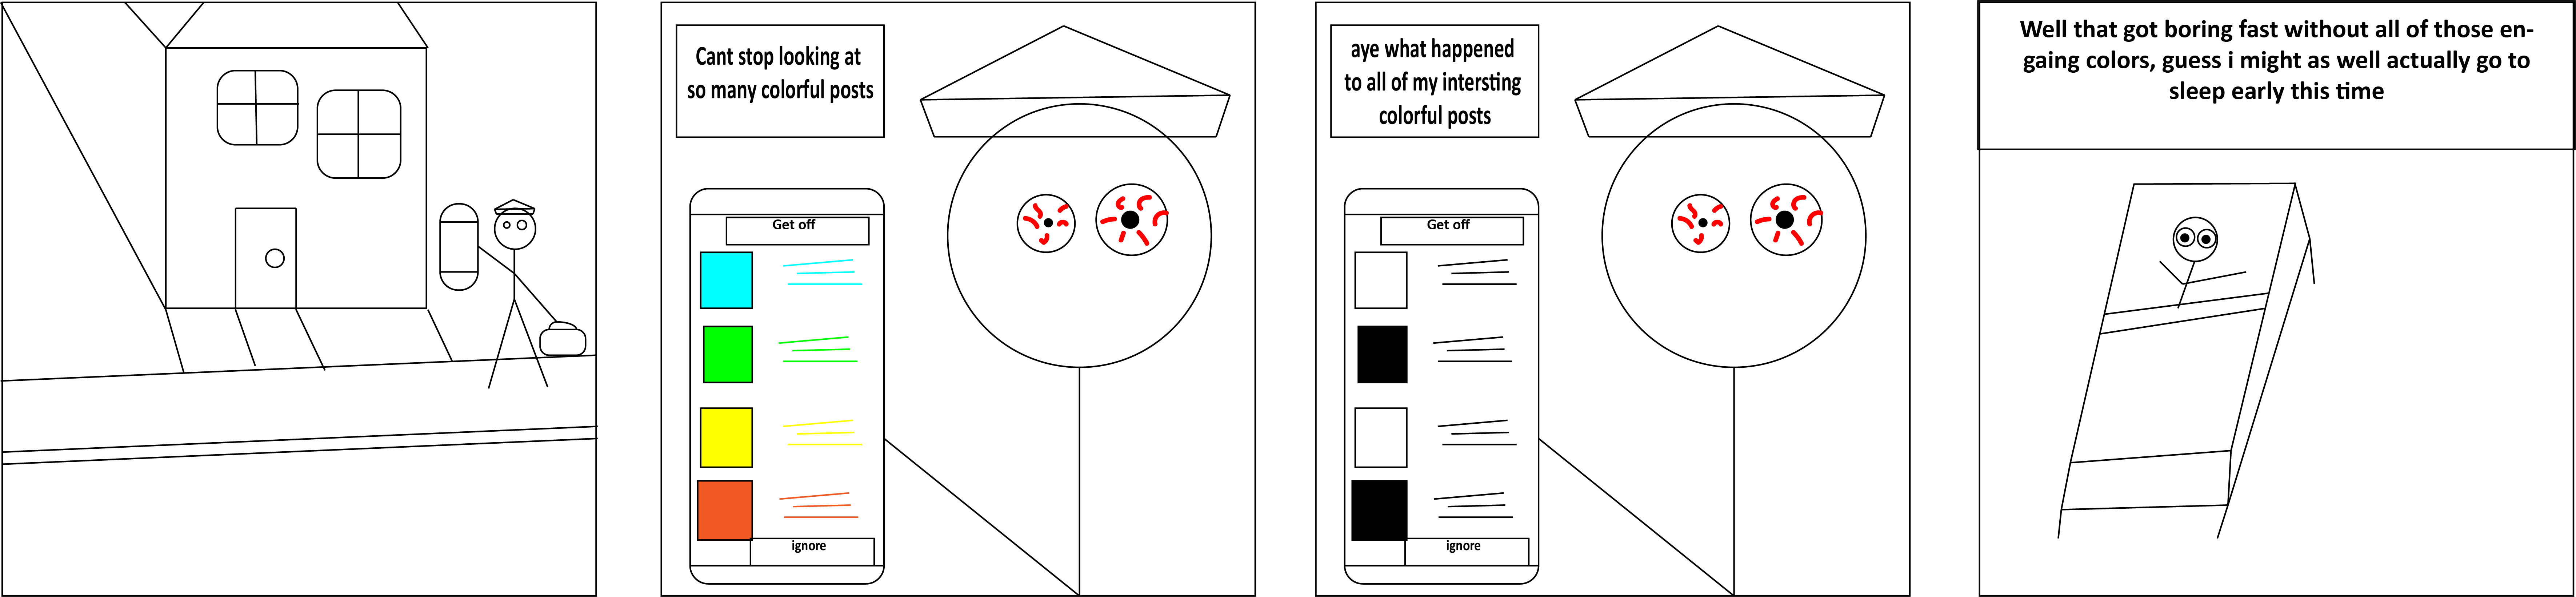 Cant stop looking at
so many colorful posts
Get off
ignore
aye what happened
to all of my intersting
colorful posts
Get off
ignore
Well that got boring fast without all of those en-
gaing colors, guess i might as well actually go to
sleep early this time